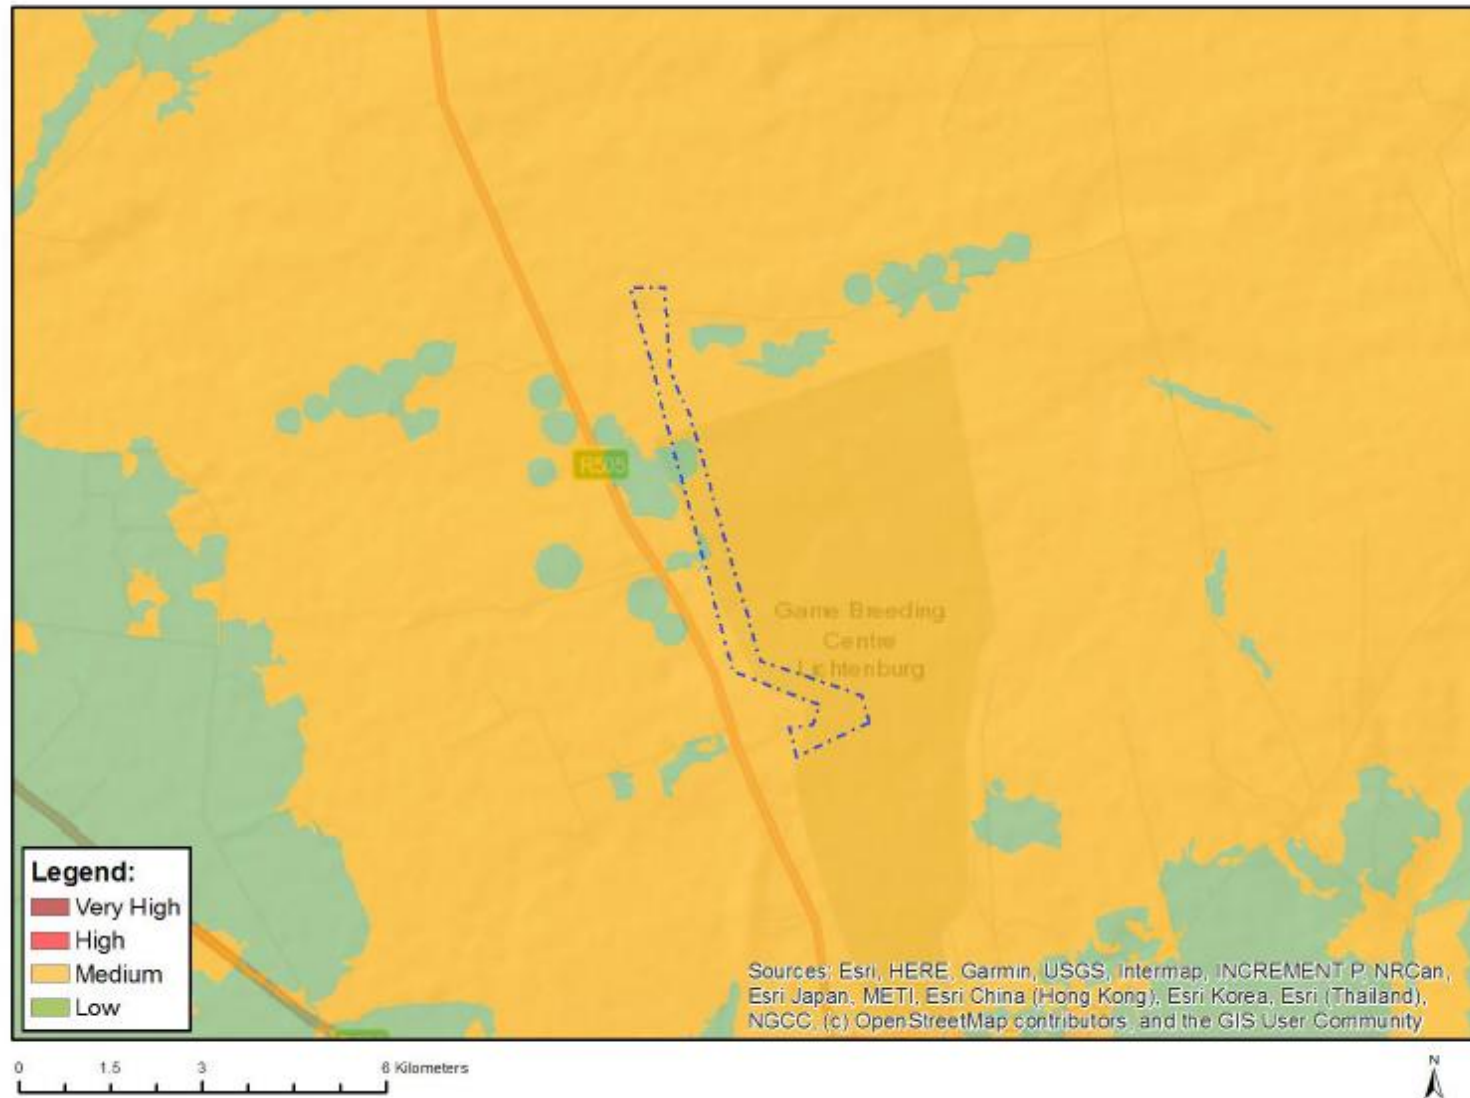 R505
Game Breeding
Centre
Lichtenburg
Legend:
Very High
High
Medium
Low
Sources: Esri, HERE, Garmin, USGS, Intermap, INCREMENT P, NRCan,
Esri Japan, METI, Esri China (Hong Kong), Esri Korea, Esri (Thailand),
NGCC, (c) OpenStreetMap contributors, and the GIS User Community
0 1.5 3 6 Kilometers
N